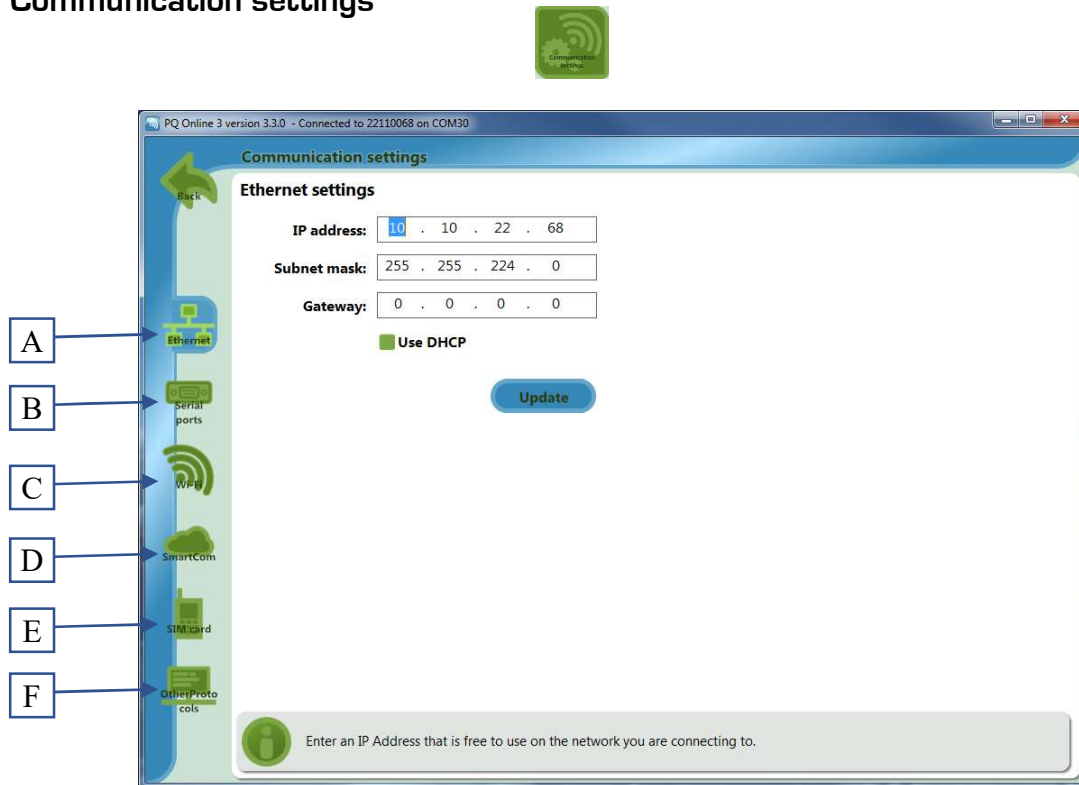 Communication settings
Communication
settings
PQ Online 3 version 3.3.0 - Connected to 22110068 on COM30
Communication settings
Back
Ethernet settings
IP address: 10 . 10 . 22 . 68
Subnet mask: 255 . 255 . 224 . 0
Gateway: 0 . 0 . 0 . 0
Use DHCP
Update
A
Ethernet
B
Serial
ports
C
Wi-Fi
D
SmartCom
E
SIM card
F
OtherProto
cols
Enter an IP Address that is free to use on the network you are connecting to.